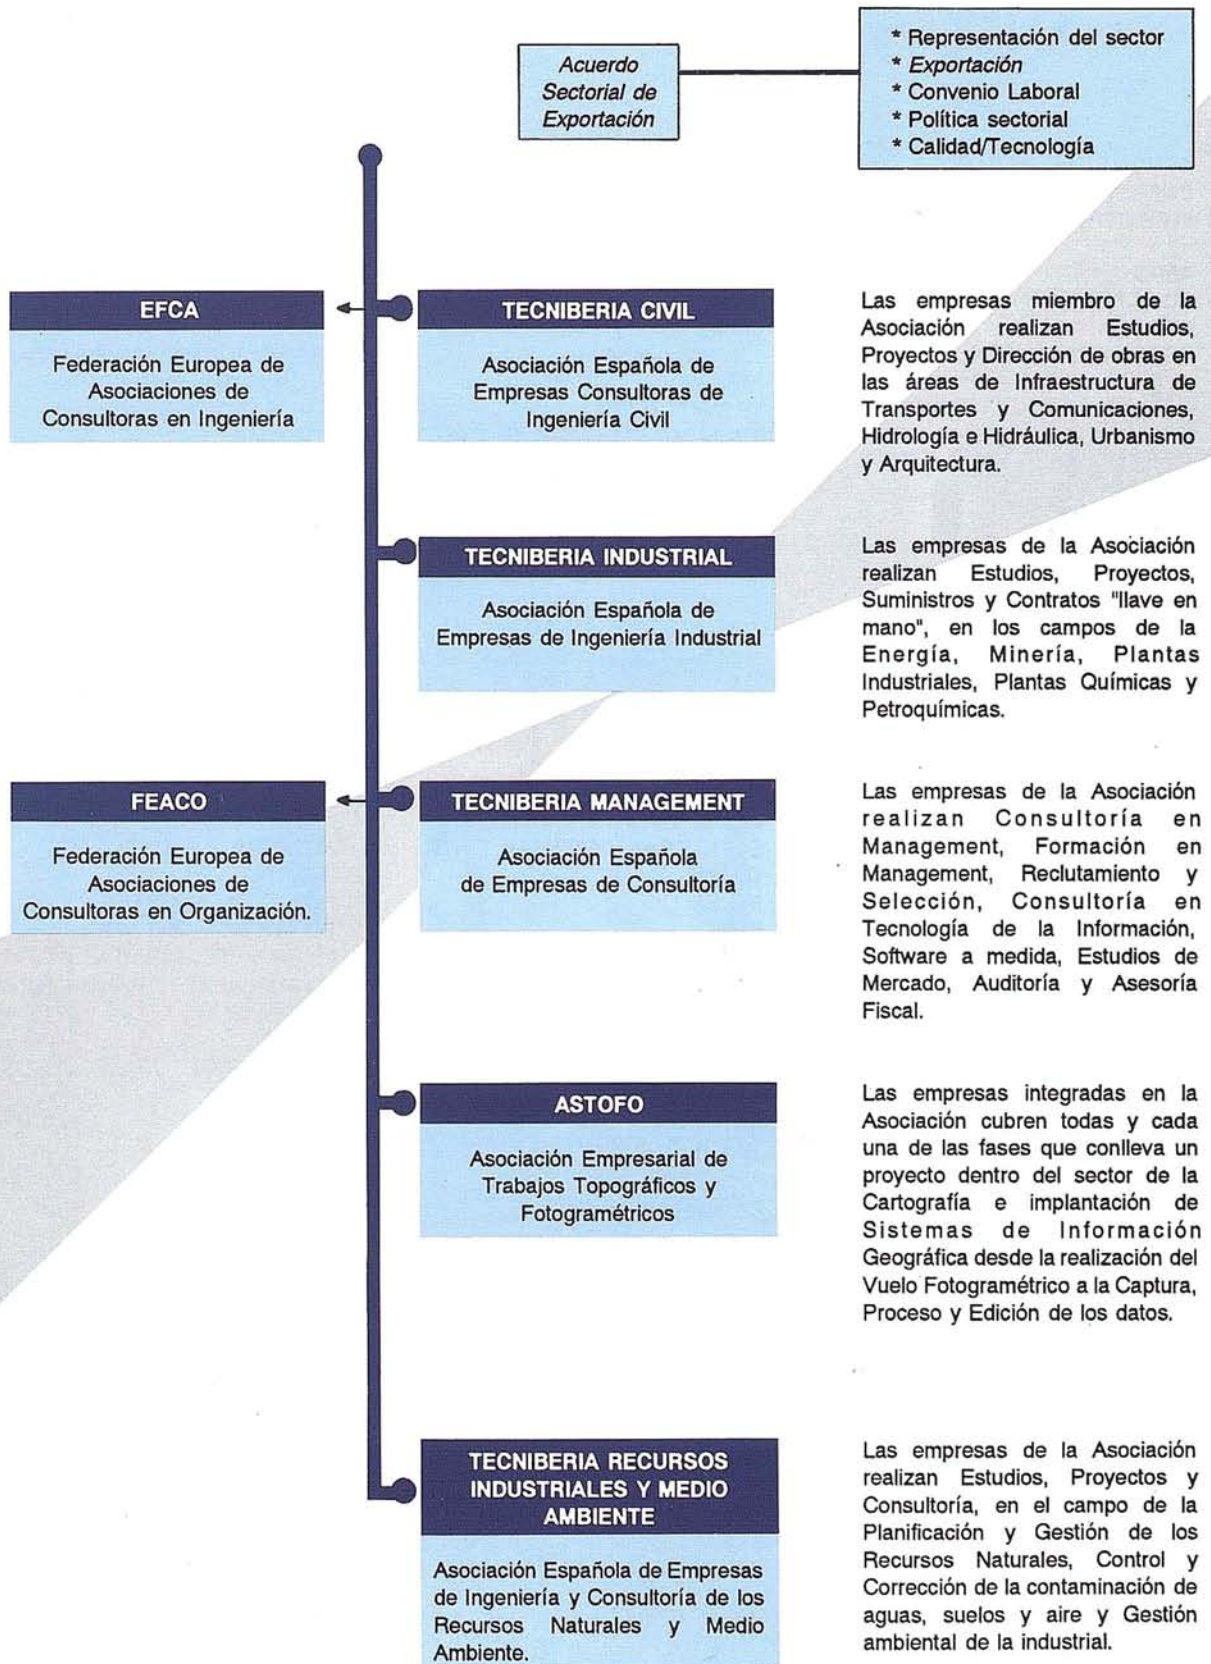 Acuerdo
Sectorial de
Exportación
* Representación del sector
* Exportación
* Convenio Laboral
* Política sectorial
* Calidad/Tecnología
EFCA
Federación Europea de
Asociaciones de
Consultoras en Ingeniería
TECNIBERIA CIVIL
Asociación Española de
Empresas Consultoras de
Ingeniería Civil
Las empresas miembro de la
Asociación realizan Estudios,
Proyectos y Dirección de obras en
las áreas de Infraestructura de
Transportes y Comunicaciones,
Hidrología e Hidráulica, Urbanismo
y Arquitectura.
TECNIBERIA INDUSTRIAL
Asociación Española de
Empresas de Ingeniería Industrial
Las empresas de la Asociación
realizan Estudios, Proyectos,
Suministros y Contratos "llave en
mano", en los campos de la
Energía, Minería, Plantas
Industriales, Plantas Químicas y
Petroquímicas.
FEACO
Federación Europea de
Asociaciones de
Consultoras en Organización.
TECNIBERIA MANAGEMENT
Asociación Española
de Empresas de Consultoría
Las empresas de la Asociación
realizan Consultoría en
Management, Formación en
Management, Reclutamiento y
Selección, Consultoría en
Tecnología de la Información,
Software a medida, Estudios de
Mercado, Auditoría y Asesoría
Fiscal.
ASTOFO
Asociación Empresarial de
Trabajos Topográficos y
Fotogramétricos
Las empresas integradas en la
Asociación cubren todas y cada
una de las fases que conlleva un
proyecto dentro del sector de la
Cartografía e implantación de
Sistemas de Información
Geográfica desde la realización del
Vuelo Fotogramétrico a la Captura,
Proceso y Edición de los datos.
TECNIBERIA RECURSOS
INDUSTRIALES Y MEDIO
AMBIENTE
Asociación Española de Empresas
de Ingeniería y Consultoría de los
Recursos Naturales y Medio
Ambiente.
Las empresas de la Asociación
realizan Estudios, Proyectos y
Consultoría, en el campo de la
Planificación y Gestión de los
Recursos Naturales, Control y
Corrección de la contaminación de
aguas, suelos y aire y Gestión
ambiental de la industrial.